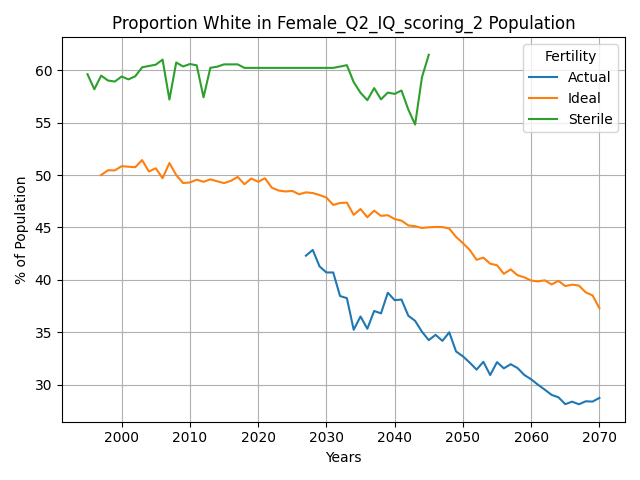 Proportion White in Female_Q2_IQ_scoring_2 Population
Fertility
Actual
Ideal
Sterile
% of Population
60
55
50
45
40
35
30
2000
2010
2020
2030
2040
2050
2060
2070
Years